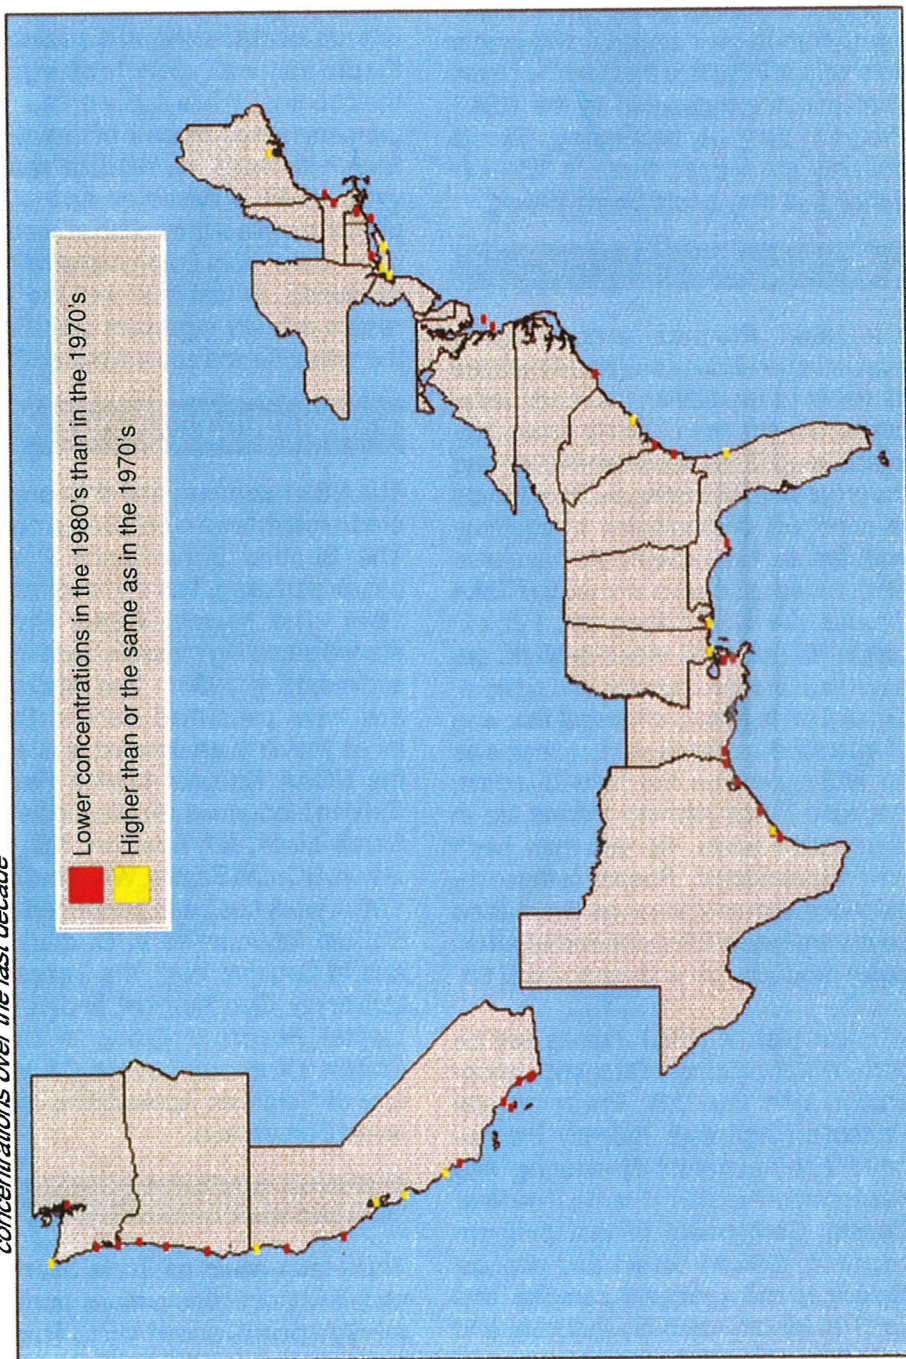 concentrations over the last decade
Lower concentrations in the 1980's than in the 1970's
Higher than or the same as in the 1970's